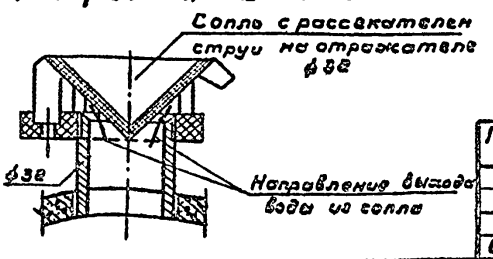 Сопло с рассекателем
струи на отражателе
ф32
ф32
Направление выхода
воды из сопла